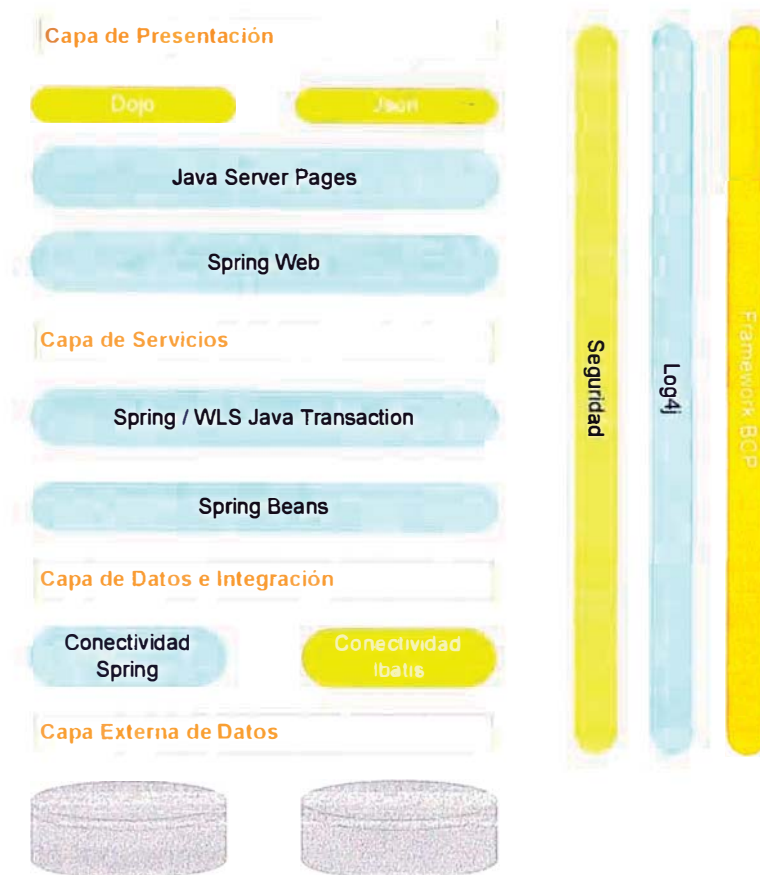 Capa de Presentación
Dojo
Json
Java Server Pages
Spring Web
Capa de Servicios
Spring / WLS Java Transaction
Spring Beans
Capa de Datos e Integración
Conectividad
Spring
Conectividad
Ibatis
Capa Externa de Datos
Seguridad
Log4j
Framework BCP